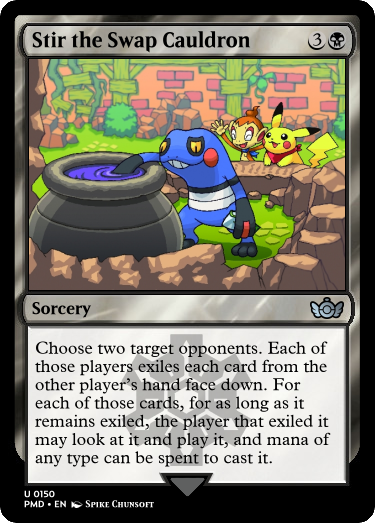 Stir the Swap Cauldron 3
Sorcery
Choose two target opponents. Each of
those players exiles each card from the
other player's hand face down. For
each of those cards, for as long as it
remains exiled, the player that exiled it
may look at it and play it, and mana of
any type can be spent to cast it.
U 0150
PMD • EN Spike Chunsoft